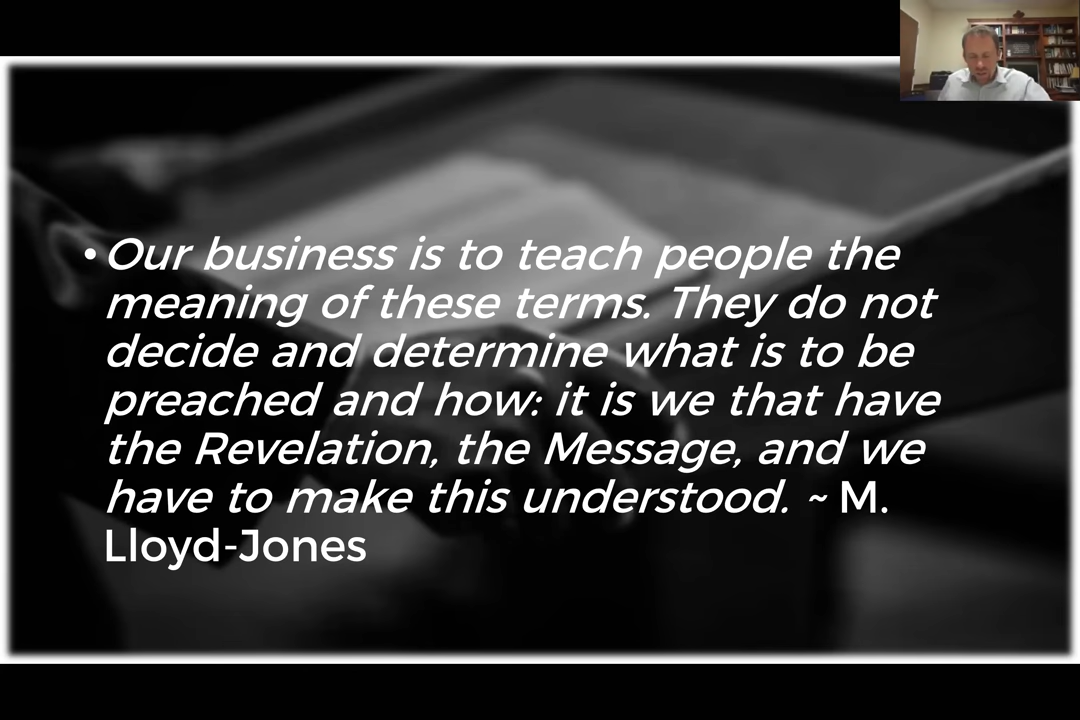 • Our business is to teach people the
meaning of these terms. They do not
decide and determine what is to be
preached and how: it is we that have
the Revelation, the Message, and we
have to make this understood. ~ M.
Lloyd-Jones